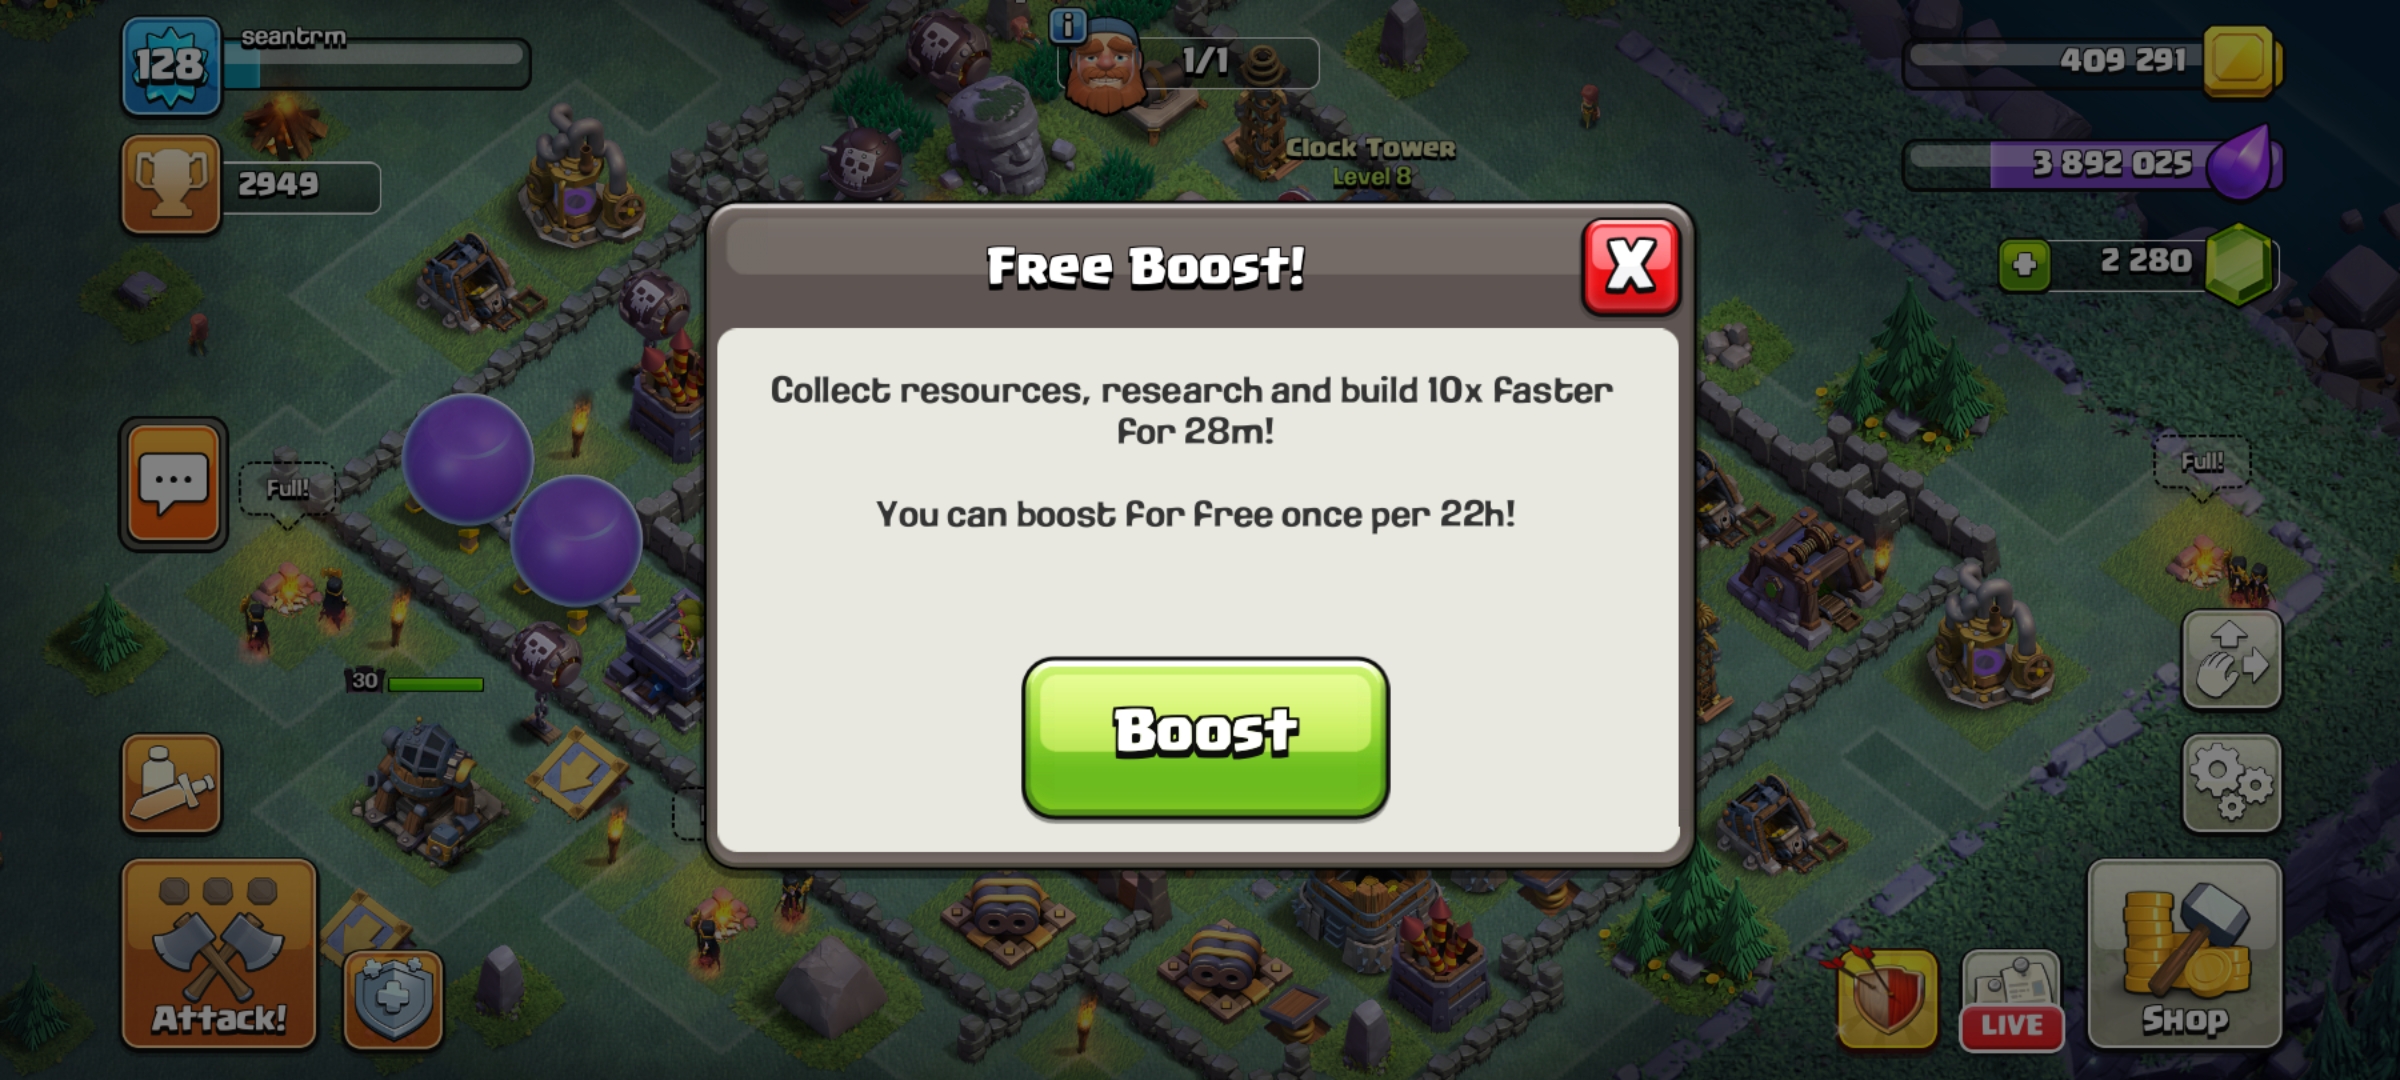 128
seantrm
1/1
409 291
2949
Clock Tower
Level 8
3 892 025
2 280
Free Boost!
X
Collect resources, research and build 10x faster
for 28m!
You can boost for free once per 22h!
Full!
Full!
30
Boost
Attack!
LIVE
Shop